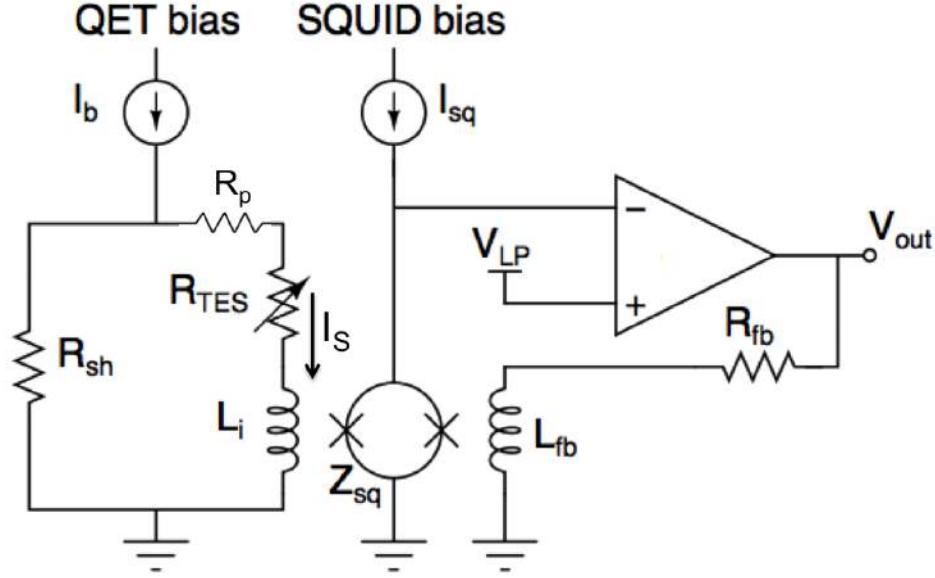 QET bias SQUID bias
I_b
I_sq
R_p
V_out
V_LP
−
R_TES
+
I_S
R_fb
R_sh
L_i
L_fb
Z_sq